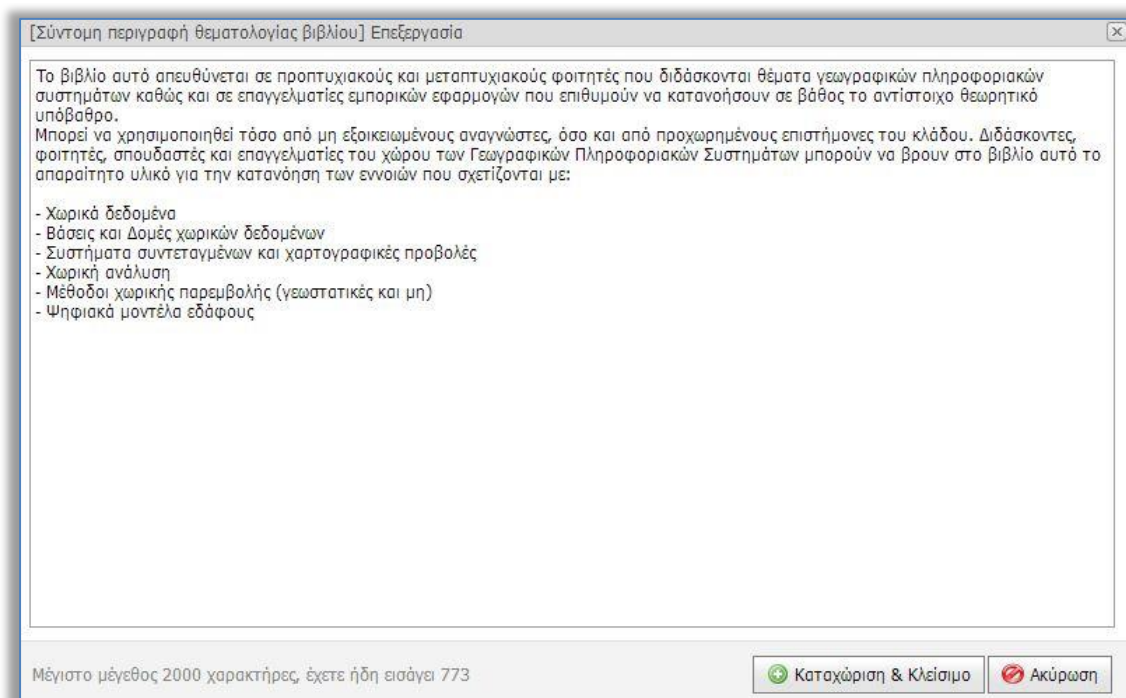 [Σύντομη περιγραφή θεματολογίας βιβλίου] Επεξεργασία
Το βιβλίο αυτό απευθύνεται σε προπτυχιακούς και μεταπτυχιακούς φοιτητές που διδάσκονται θέματα γεωγραφικών πληροφοριακών
συστημάτων καθώς και σε επαγγελματίες εμπορικών εφαρμογών που επιθυμούν να κατανοήσουν σε βάθος το αντίστοιχο θεωρητικό
υπόβαθρο.
Μπορεί να χρησιμοποιηθεί τόσο από μη εξοικειωμένους αναγνώστες, όσο και από προχωρημένους επιστήμονες του κλάδου. Διδάσκοντες,
φοιτητές, σπουδαστές και επαγγελματίες του χώρου των Γεωγραφικών Πληροφοριακών Συστημάτων μπορούν να βρουν στο βιβλίο αυτό το
απαραίτητο υλικό για την κατανόηση των εννοιών που σχετίζονται με:
- Χωρικά δεδομένα
- Βάσεις και Δομές χωρικών δεδομένων
- Συστήματα συντεταγμένων και χαρτογραφικές προβολές
- Χωρική ανάλυση
- Μέθοδοι χωρικής παρεμβολής (γεωστατικές και μη)
- Ψηφιακά μοντέλα εδάφους
Μέγιστο μέγεθος 2000 χαρακτήρες, έχετε ήδη εισάγει 773
Καταχώριση & Κλείσιμο
Ακύρωση